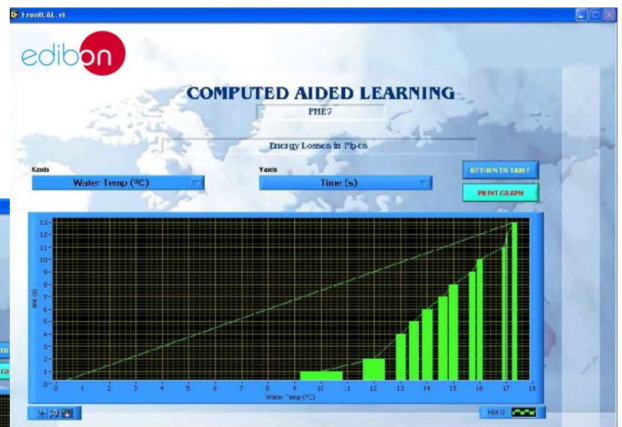 FrontCAL.vi
edibon
COMPUTED AIDED LEARNING
FME7
Energy Losses in Pipes
Xaxis
Yaxis
Water Temp (ºC)
Time (s)
RETURN TO TABLE
PRINT GRAPH
13
12
11
10
9
8
7
6
5
4
3
2
1
0
0 1 2 3 4 5 6 7 8 9 10 11 12 13 14 15 16 17 18
Water Temp (ºC)